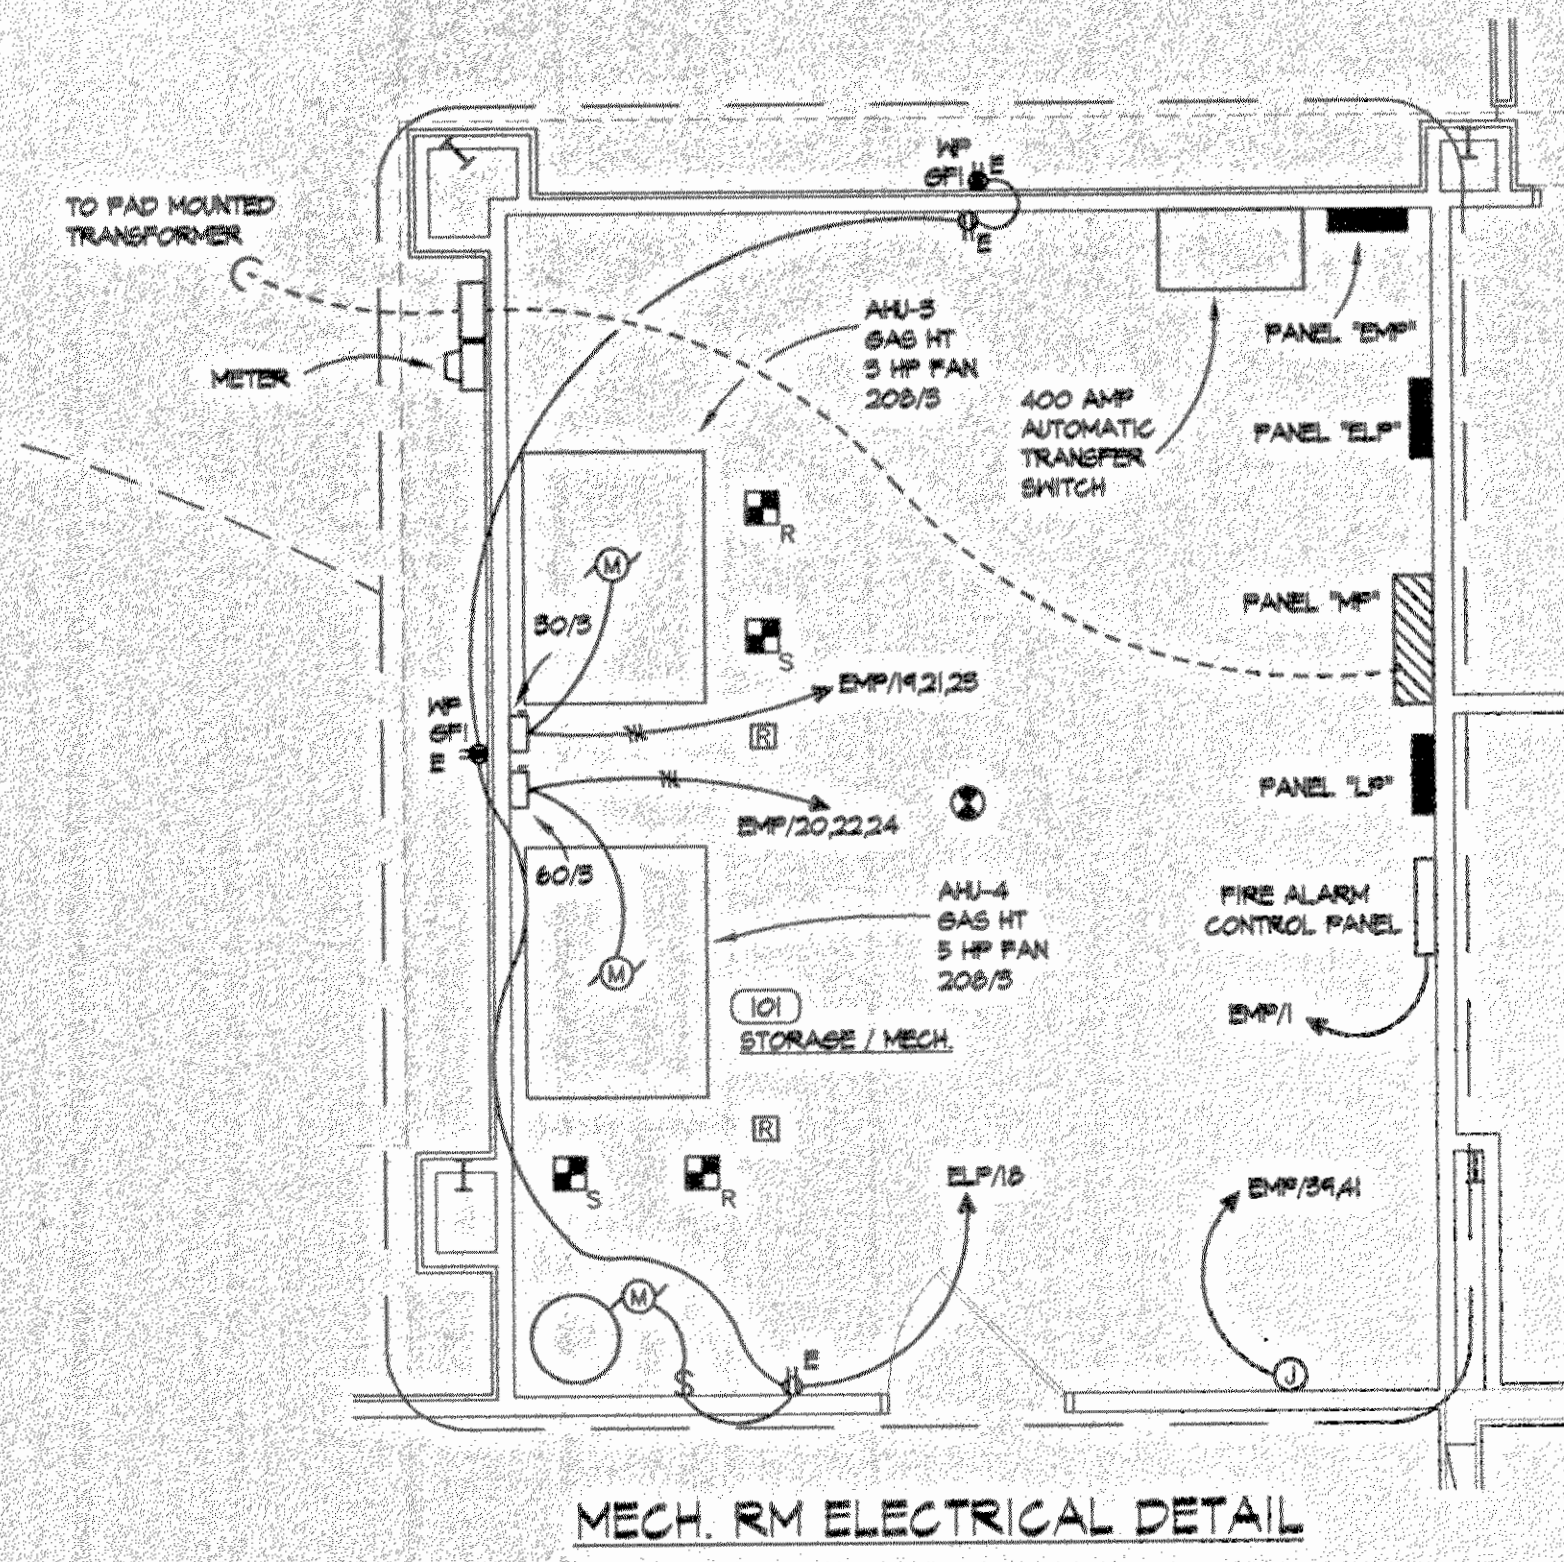 WP
GFI
E
E
TO PAD MOUNTED
TRANSFORMER
METER
AHU-3
GAS HT
3 HP FAN
208/3
400 AMP
AUTOMATIC
TRANSFER
SWITCH
PANEL "EMP"
PANEL "ELP"
R
M
30/3
S
PANEL "MP"
EMP/19,21,23
WP
GFI
E
R
PANEL "LP"
EMP/20,22,24
60/3
AHU-4
GAS HT
5 HP FAN
208/3
FIRE ALARM
CONTROL PANEL
M
101
STORAGE / MECH.
EMP/1
R
S
R
ELP/18
EMP/39,41
M
S
E
J
MECH. RM ELECTRICAL DETAIL